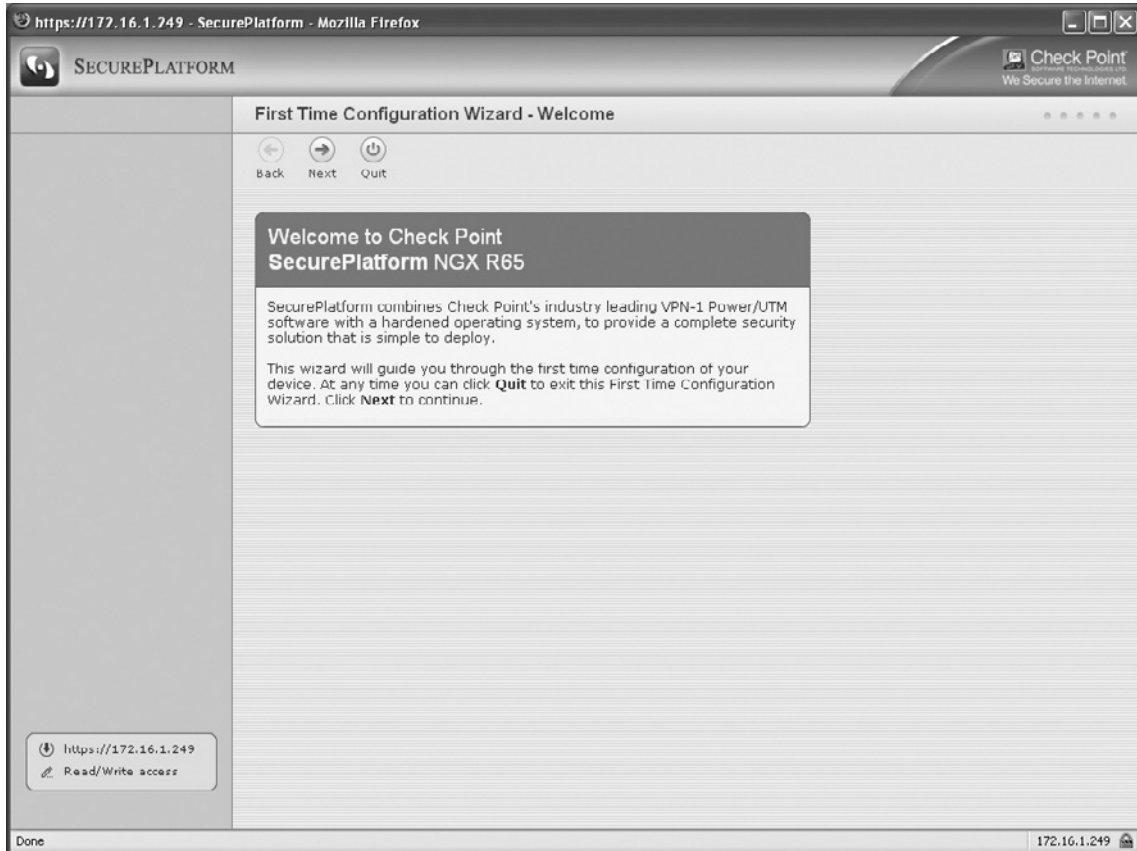 https://172.16.1.249 - SecurePlatform - Mozilla Firefox
SECUREPLATFORM
Check Point
SOFTWARE TECHNOLOGIES LTD.
We Secure the Internet.
First Time Configuration Wizard - Welcome
Back Next Quit
Welcome to Check Point
SecurePlatform NGX R65
SecurePlatform combines Check Point's industry leading VPN-1 Power/UTM
software with a hardened operating system, to provide a complete security
solution that is simple to deploy.
This wizard will guide you through the first time configuration of your
device. At any time you can click Quit to exit this First Time Configuration
Wizard. Click Next to continue.
https://172.16.1.249
Read/Write access
Done
172.16.1.249